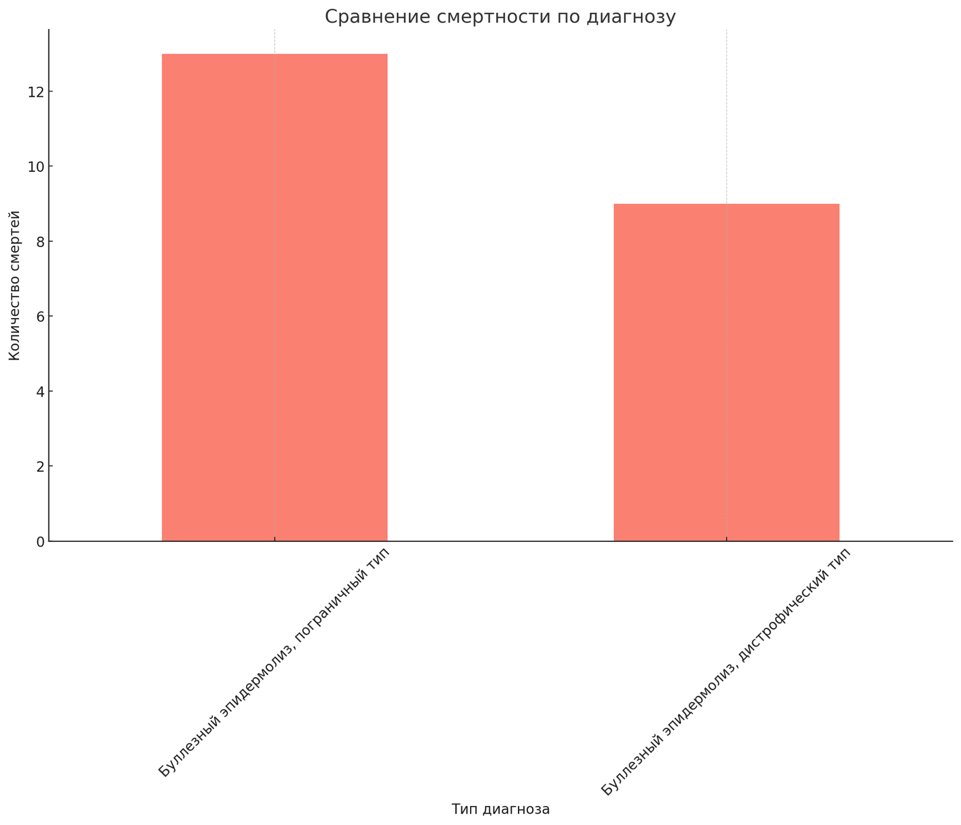 Сравнение смертности по диагнозу
Количество смертей
12
10
8
6
4
2
0
Буллезный эпидермолиз, пограничный тип
Буллезный эпидермолиз, дистрофический тип
Тип диагноза